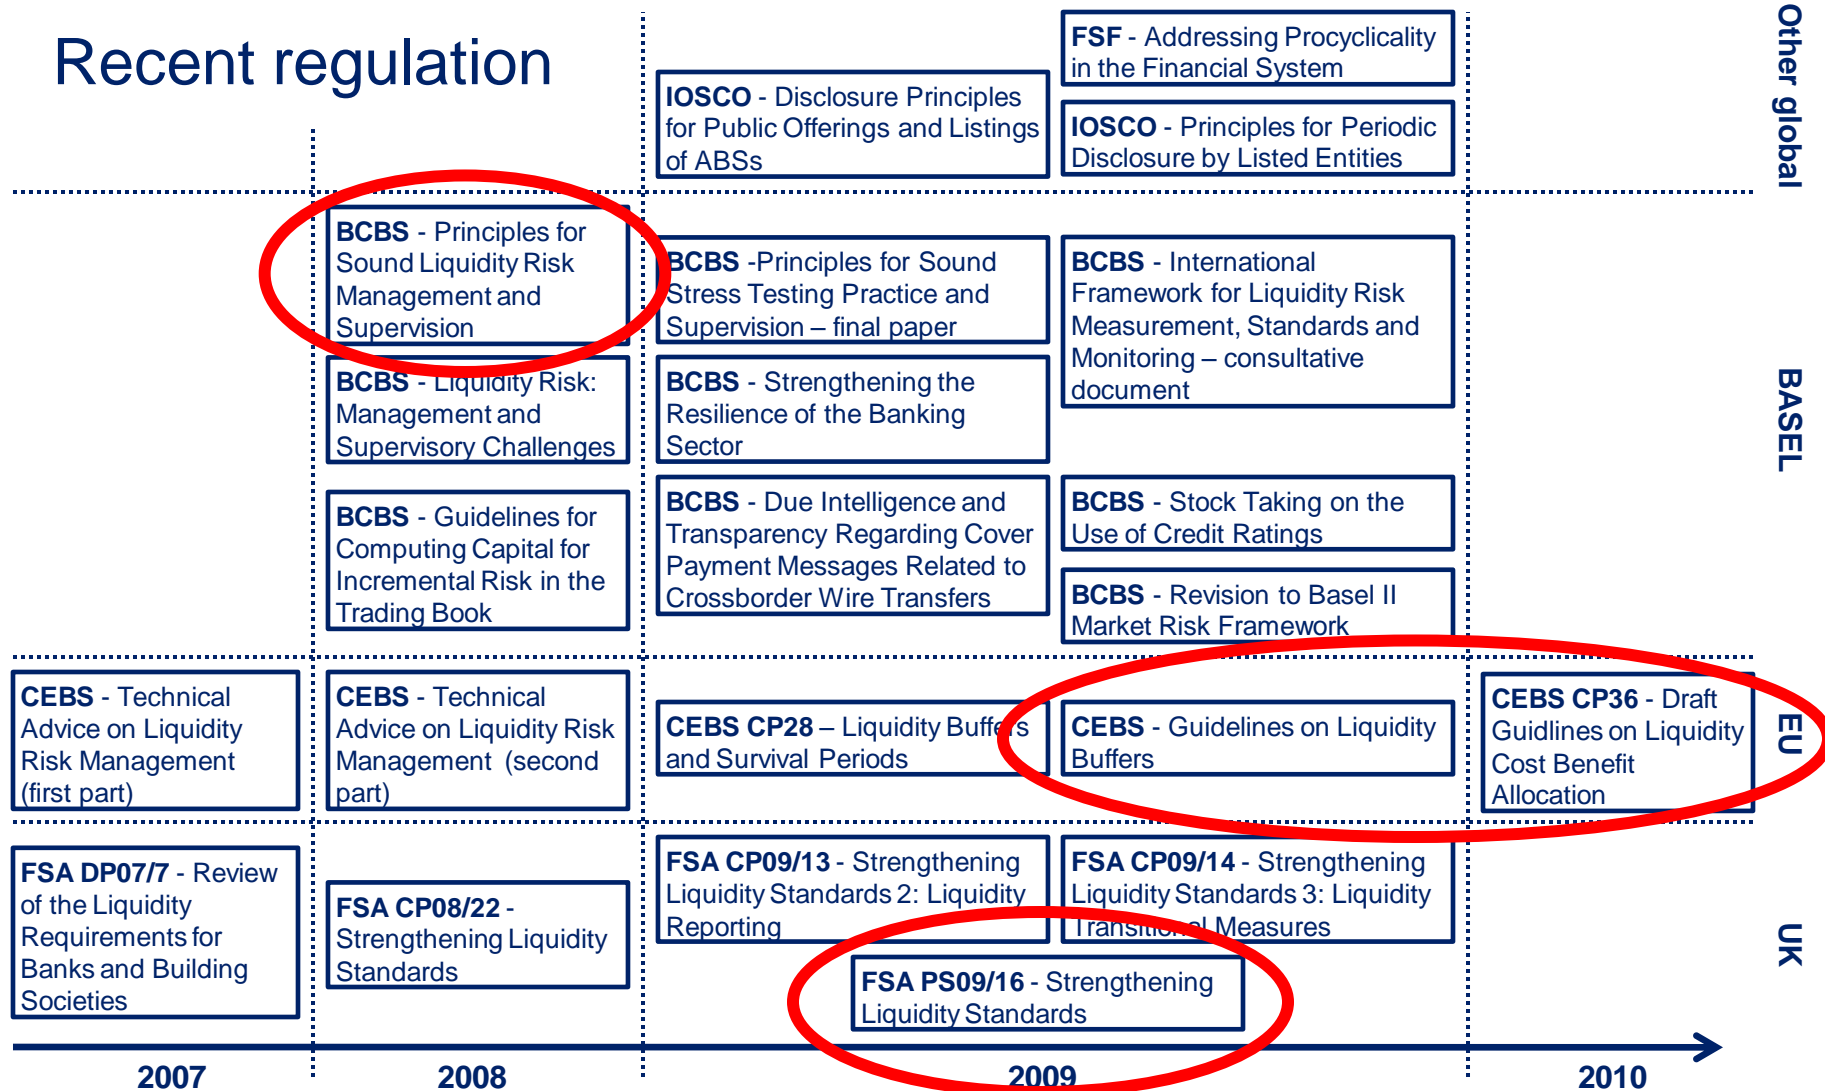 Recent regulation
FSF - Addressing Procyclicality
in the Financial System
IOSCO - Disclosure Principles
for Public Offerings and Listings
of ABSs
IOSCO - Principles for Periodic
Disclosure by Listed Entities
Other global
BCBS - Principles for
Sound Liquidity Risk
Management and
Supervision
BCBS - Liquidity Risk:
Management and
Supervisory Challenges
BCBS - Guidelines for
Computing Capital for
Incremental Risk in the
Trading Book
BCBS -Principles for Sound
Stress Testing Practice and
Supervision – final paper
BCBS - Strengthening the
Resilience of the Banking
Sector
BCBS - Due Intelligence and
Transparency Regarding Cover
Payment Messages Related to
Crossborder Wire Transfers
BCBS - International
Framework for Liquidity Risk
Measurement, Standards and
Monitoring – consultative
document
BCBS - Stock Taking on the
Use of Credit Ratings
BCBS - Revision to Basel II
Market Risk Framework
BASEL
CEBS - Technical
Advice on Liquidity
Risk Management
(first part)
CEBS - Technical
Advice on Liquidity Risk
Management (second
part)
CEBS CP28 – Liquidity Buffers
and Survival Periods
CEBS - Guidelines on Liquidity
Buffers
CEBS CP36 - Draft
Guidlines on Liquidity
Cost Benefit
Allocation
EU
FSA DP07/7 - Review
of the Liquidity
Requirements for
Banks and Building
Societies
FSA CP08/22 -
Strengthening Liquidity
Standards
FSA CP09/13 - Strengthening
Liquidity Standards 2: Liquidity
Reporting
FSA CP09/14 - Strengthening
Liquidity Standards 3: Liquidity
Transitional Measures
FSA PS09/16 - Strengthening
Liquidity Standards
UK
2007
2008
2009
2010